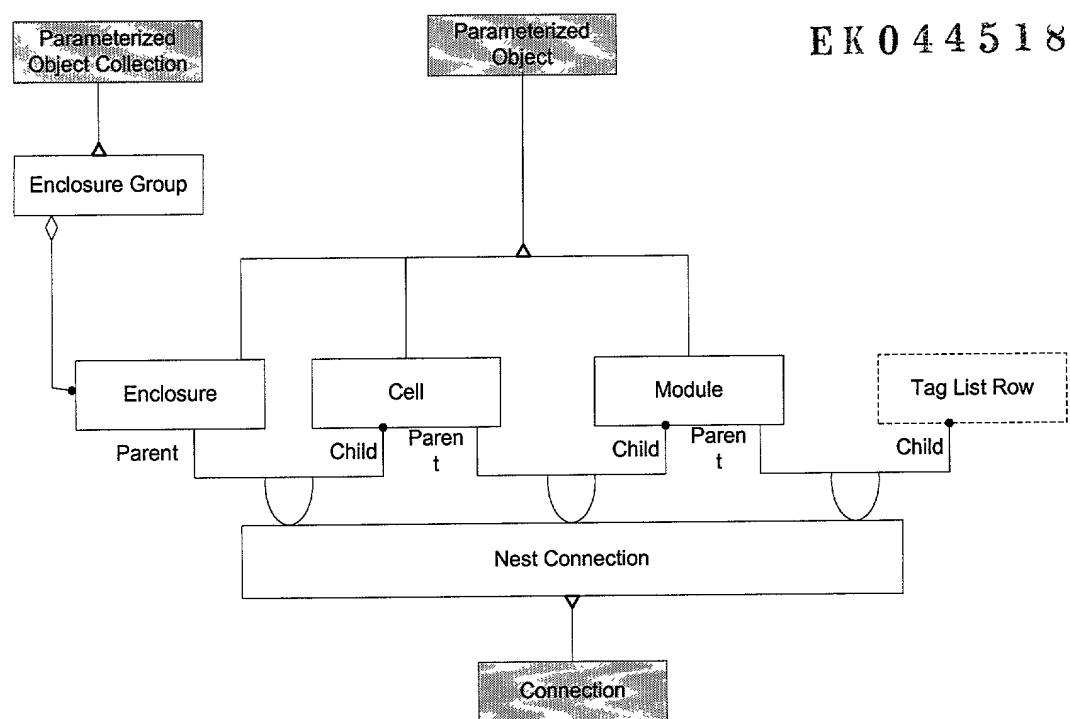 Parameterized
Object Collection
Parameterized
Object
EK044518
Enclosure Group
Enclosure
Cell
Module
Tag List Row
Parent
Child
Paren
t
Child
Paren
t
Child
Nest Connection
Connection